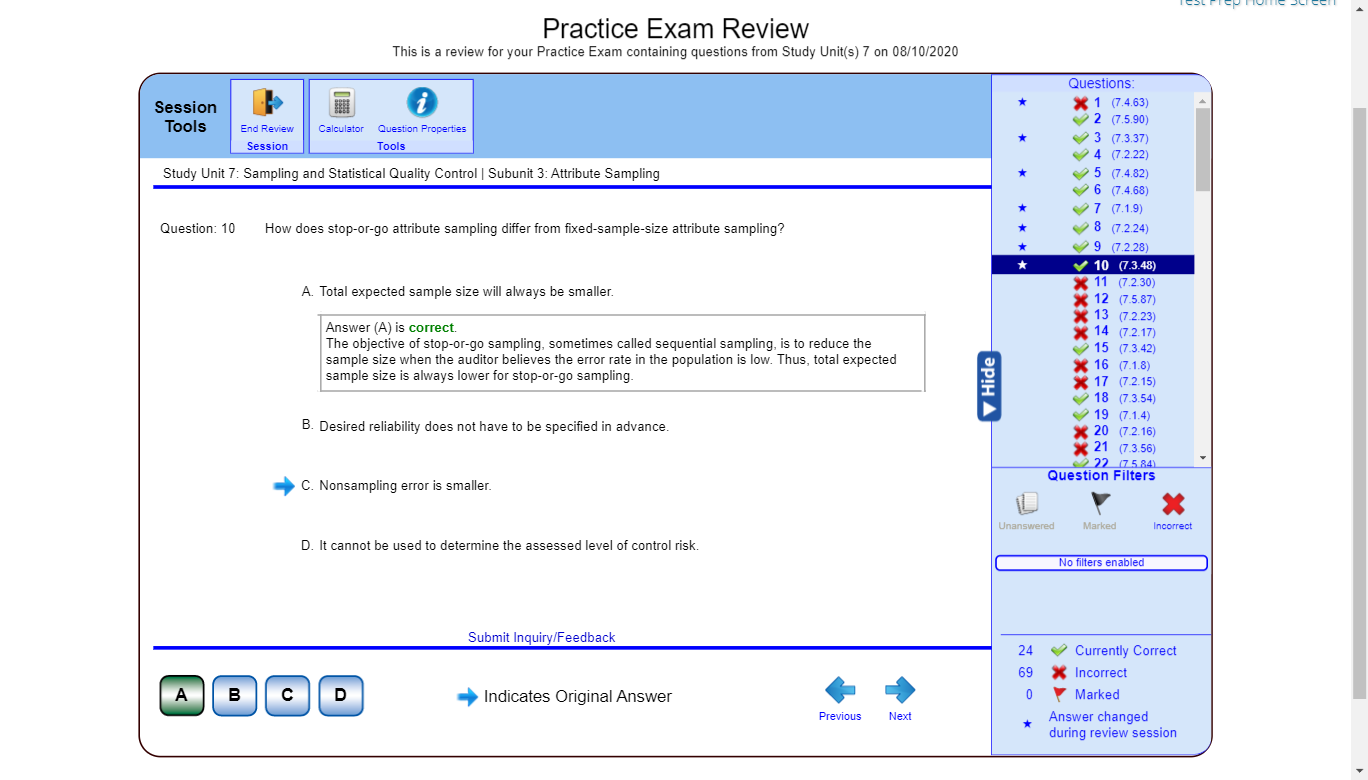 Test Prep Home Screen
Practice Exam Review
This is a review for your Practice Exam containing questions from Study Unit(s) 7 on 08/10/2020
Session Tools
End Review
Session
Calculator
Question Properties
Tools
Study Unit 7: Sampling and Statistical Quality Control | Subunit 3: Attribute Sampling
Question: 10 How does stop-or-go attribute sampling differ from fixed-sample-size attribute sampling?
A. Total expected sample size will always be smaller.
Answer (A) is correct.
The objective of stop-or-go sampling, sometimes called sequential sampling, is to reduce the
sample size when the auditor believes the error rate in the population is low. Thus, total expected
sample size is always lower for stop-or-go sampling.
B. Desired reliability does not have to be specified in advance.
C. Nonsampling error is smaller.
D. It cannot be used to determine the assessed level of control risk.
Submit Inquiry/Feedback
A B C D
Indicates Original Answer
Previous
Next
Hide
Questions:
1 (7.4.63)
2 (7.5.90)
3 (7.3.37)
4 (7.2.22)
5 (7.4.82)
6 (7.4.68)
7 (7.1.9)
8 (7.2.24)
9 (7.2.28)
10 (7.3.48)
11 (7.2.30)
12 (7.5.87)
13 (7.2.23)
14 (7.2.17)
15 (7.3.42)
16 (7.1.8)
17 (7.2.15)
18 (7.3.54)
19 (7.1.4)
20 (7.2.16)
21 (7.3.56)
22 (7.5.84)
Question Filters
Unanswered
Marked
Incorrect
No filters enabled
24 Currently Correct
69 Incorrect
0 Marked
Answer changed
during review session